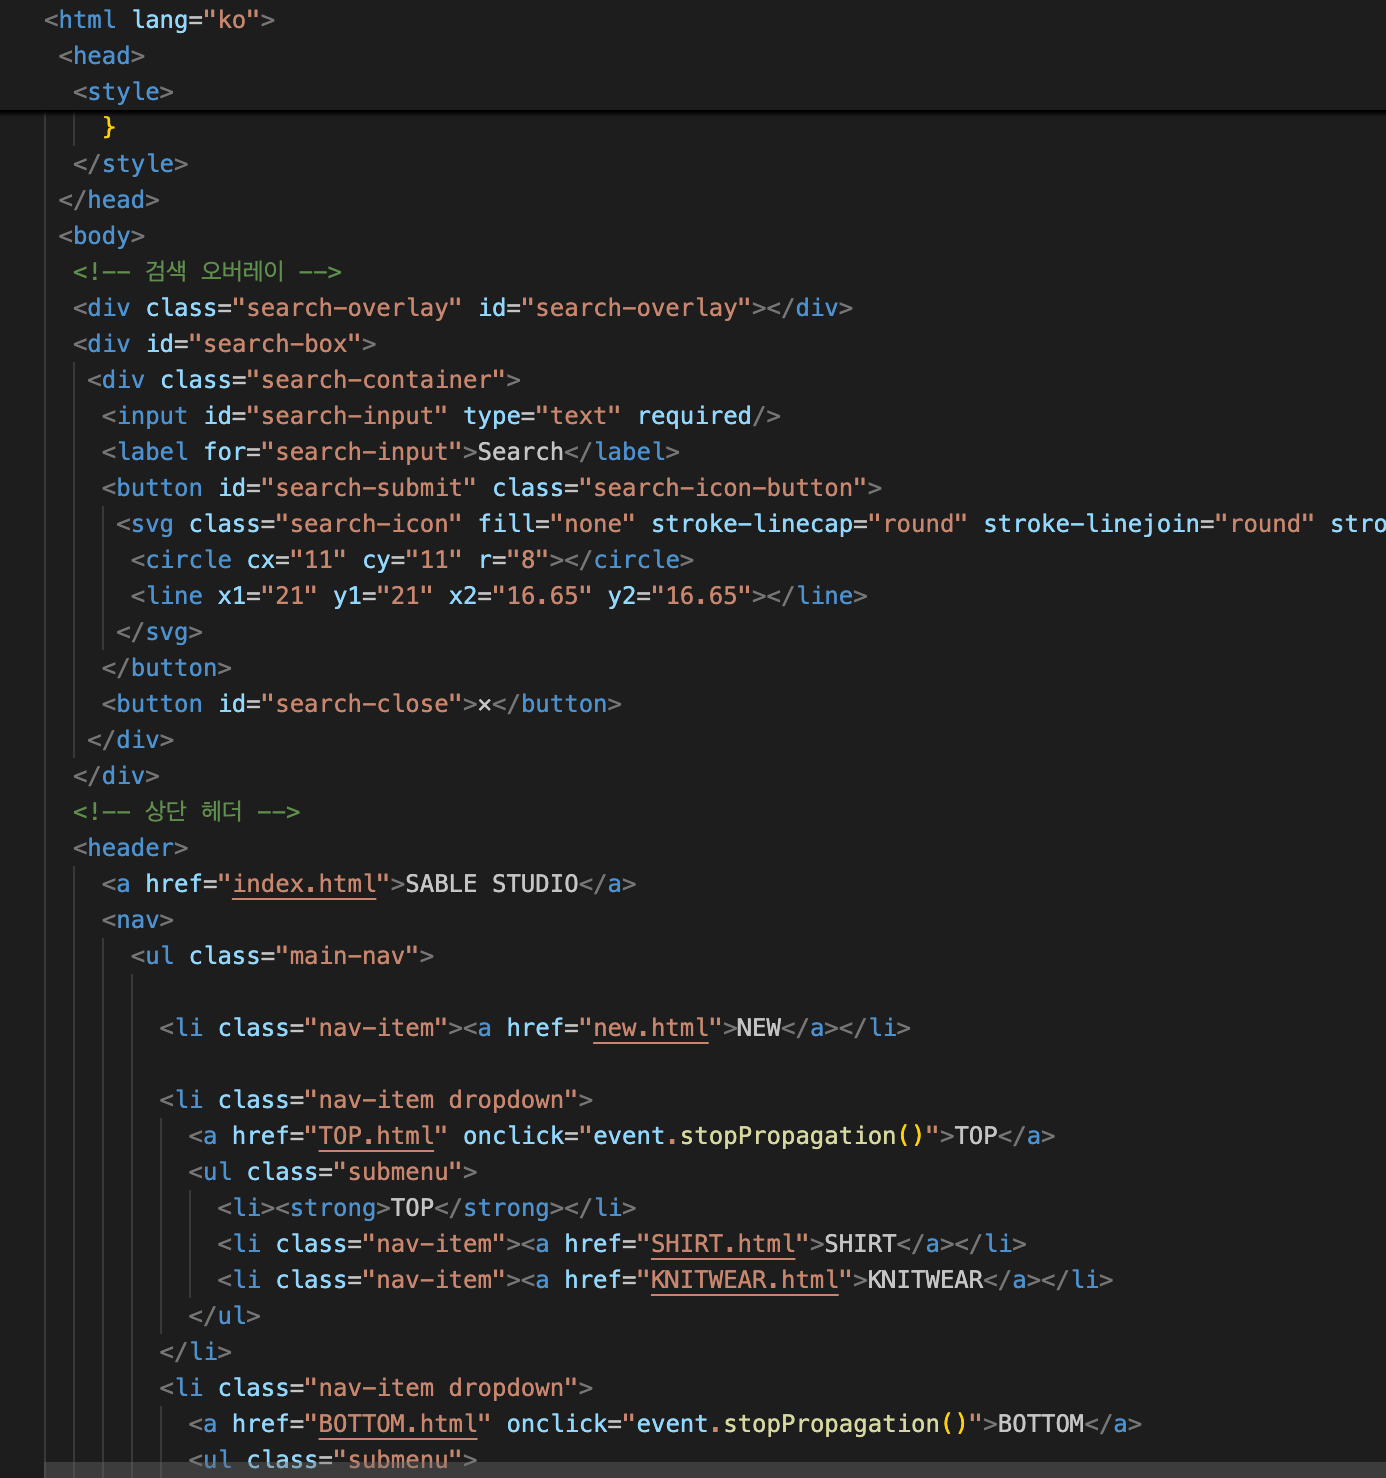 <html lang="ko">
<head>
<style>
}
</style>
</head>
<body>
<!-- 검색 오버레이 -->
<div class="search-overlay" id="search-overlay"></div>
<div id="search-box">
<div class="search-container">
<input id="search-input" type="text" required/>
<label for="search-input">Search</label>
<button id="search-submit" class="search-icon-button">
<svg class="search-icon" fill="none" stroke-linecap="round" stroke-linejoin="round" stro
<circle cx="11" cy="11" r="8"></circle>
<line x1="21" y1="21" x2="16.65" y2="16.65"></line>
</svg>
</button>
<button id="search-close">×</button>
</div>
</div>
<!-- 상단 헤더 -->
<header>
<a href="index.html">SABLE STUDIO</a>
<nav>
<ul class="main-nav">
<li class="nav-item"><a href="new.html">NEW</a></li>
<li class="nav-item dropdown">
<a href="TOP.html" onclick="event.stopPropagation()">TOP</a>
<ul class="submenu">
<li><strong>TOP</strong></li>
<li class="nav-item"><a href="SHIRT.html">SHIRT</a></li>
<li class="nav-item"><a href="KNITWEAR.html">KNITWEAR</a></li>
</ul>
</li>
<li class="nav-item dropdown">
<a href="BOTTOM.html" onclick="event.stopPropagation()">BOTTOM</a>
<ul class="submenu">